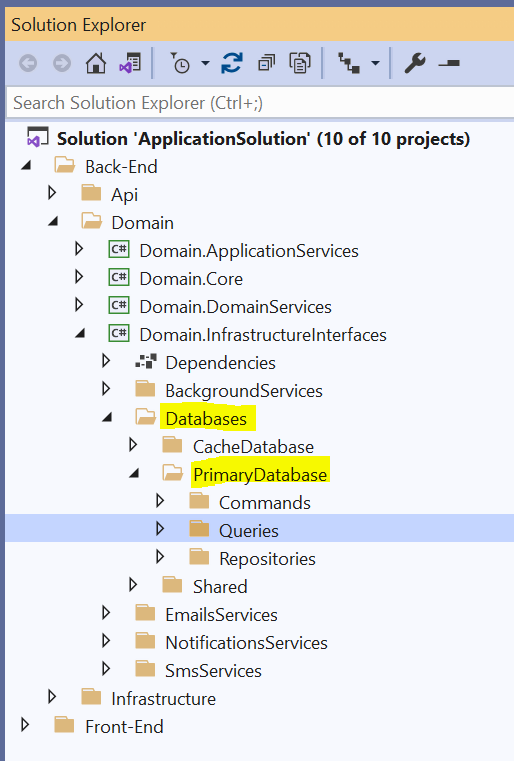 Solution Explorer
Search Solution Explorer (Ctrl+;)
Solution 'ApplicationSolution' (10 of 10 projects)
Back-End
Api
Domain
C# Domain.ApplicationServices
C# Domain.Core
C# Domain.DomainServices
C# Domain.InfrastructureInterfaces
Dependencies
BackgroundServices
Databases
CacheDatabase
PrimaryDatabase
Commands
Queries
Repositories
Shared
EmailsServices
NotificationsServices
SmsServices
Infrastructure
Front-End